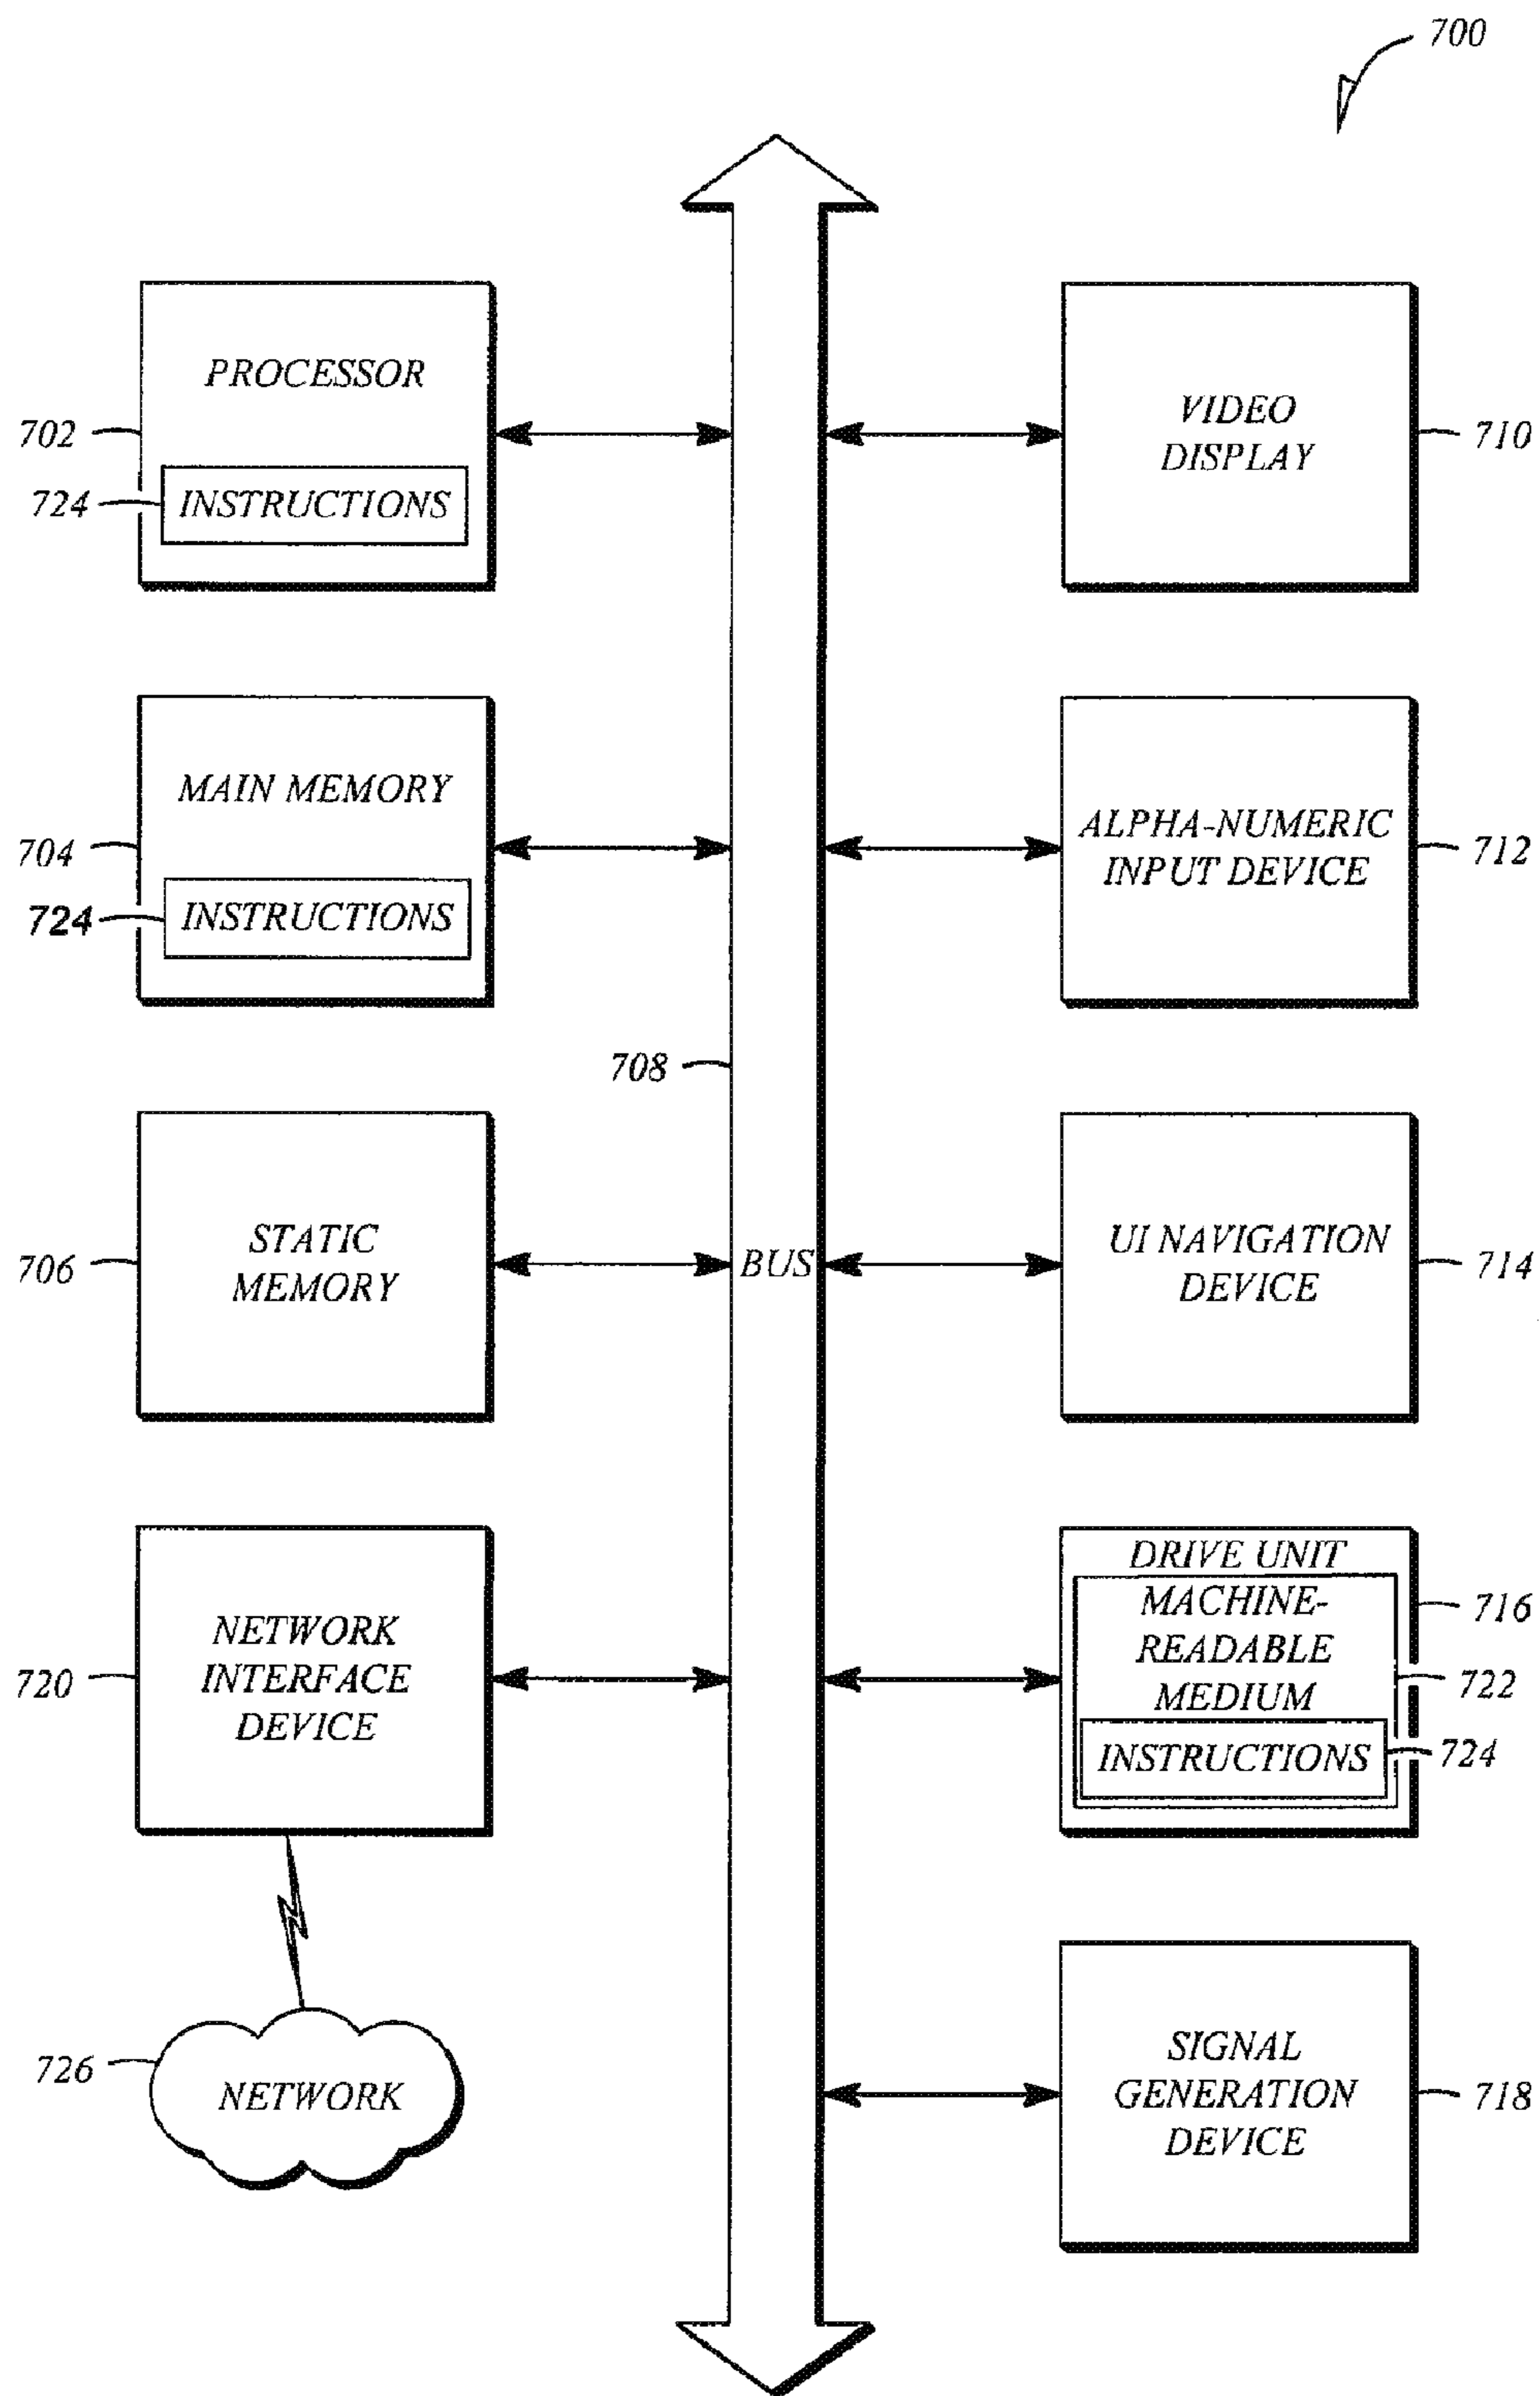 700
PROCESSOR
702
724
INSTRUCTIONS
VIDEO
DISPLAY
710
MAIN MEMORY
704
724
INSTRUCTIONS
ALPHA-NUMERIC
INPUT DEVICE
712
708
STATIC
MEMORY
706
BUS
UI NAVIGATION
DEVICE
714
NETWORK
INTERFACE
DEVICE
720
DRIVE UNIT
MACHINE-
READABLE
MEDIUM
716
722
INSTRUCTIONS
724
726
NETWORK
SIGNAL
GENERATION
DEVICE
718